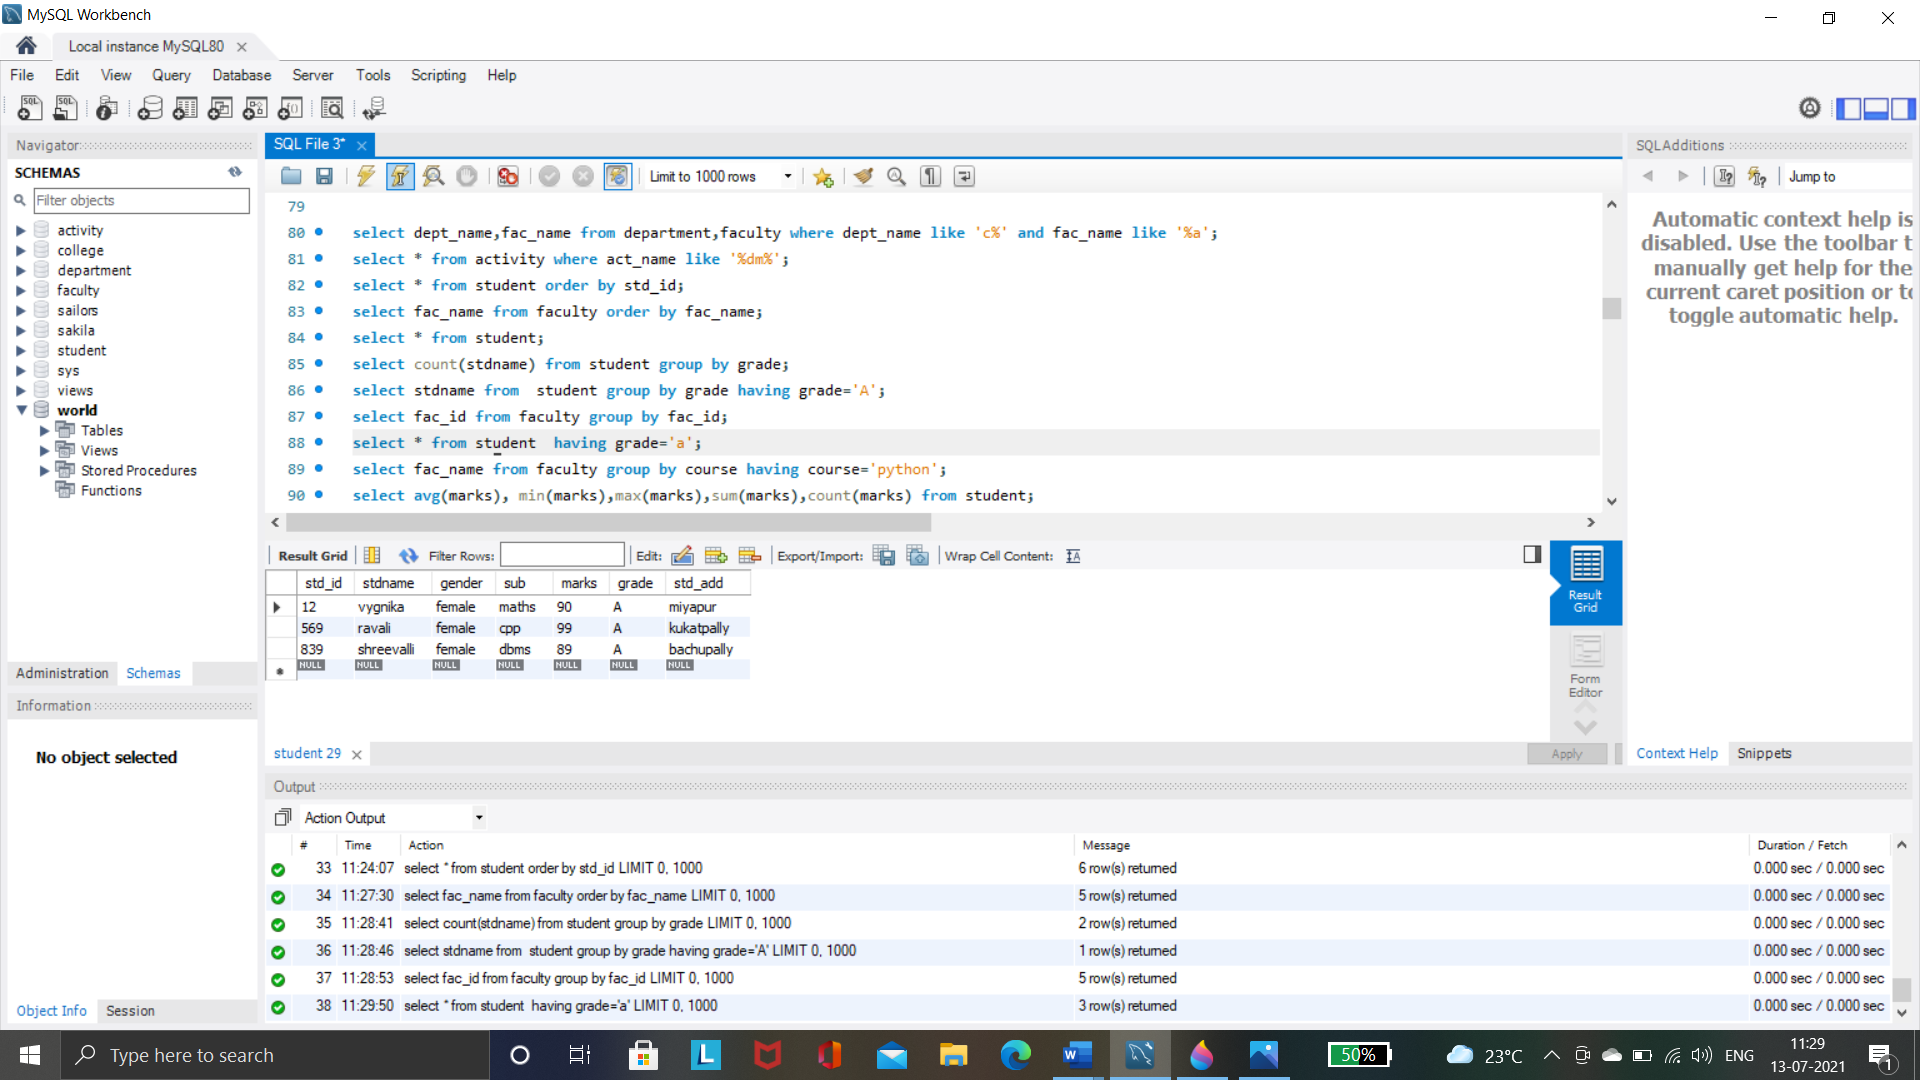 MySQL Workbench
Local instance MySQL80
File Edit View Query Database Server Tools Scripting Help
Navigator
SCHEMAS
Filter objects
activity
college
department
faculty
sailors
sakila
student
sys
views
world
Tables
Views
Stored Procedures
Functions
Administration Schemas
Information
No object selected
Object Info Session
SQL File 3*
Limit to 1000 rows
79
80 select dept_name,fac_name from department,faculty where dept_name like 'c%' and fac_name like '%a';
81 select * from activity where act_name like '%dm%';
82 select * from student order by std_id;
83 select fac_name from faculty order by fac_name;
84 select * from student;
85 select count(stdname) from student group by grade;
86 select stdname from  student group by grade having grade='A';
87 select fac_id from faculty group by fac_id;
88 select * from student  having grade='a';
89 select fac_name from faculty group by course having course='python';
90 select avg(marks), min(marks),max(marks),sum(marks),count(marks) from student;
Result Grid Filter Rows: Edit: Export/Import: Wrap Cell Content:
std_id stdname gender sub marks grade std_add
12 vygnika female maths 90 A miyapur
569 ravali female cpp 99 A kukatpally
839 shreevalli female dbms 89 A bachupally
NULL NULL NULL NULL NULL NULL NULL
Result
Grid
Form
Editor
student 29
Apply
SQLAdditions
Jump to
Automatic context help is
disabled. Use the toolbar t
manually get help for the
current caret position or to
toggle automatic help.
Context Help Snippets
Output
Action Output
# Time Action Message Duration / Fetch
33 11:24:07 select * from student order by std_id LIMIT 0, 1000 6 row(s) returned 0.000 sec / 0.000 sec
34 11:27:30 select fac_name from faculty order by fac_name LIMIT 0, 1000 5 row(s) returned 0.000 sec / 0.000 sec
35 11:28:41 select count(stdname) from student group by grade LIMIT 0, 1000 2 row(s) returned 0.000 sec / 0.000 sec
36 11:28:46 select stdname from  student group by grade having grade='A' LIMIT 0, 1000 1 row(s) returned 0.000 sec / 0.000 sec
37 11:28:53 select fac_id from faculty group by fac_id LIMIT 0, 1000 5 row(s) returned 0.000 sec / 0.000 sec
38 11:29:50 select * from student  having grade='a' LIMIT 0, 1000 3 row(s) returned 0.000 sec / 0.000 sec
Type here to search
50%
23°C
ENG
11:29
13-07-2021
1